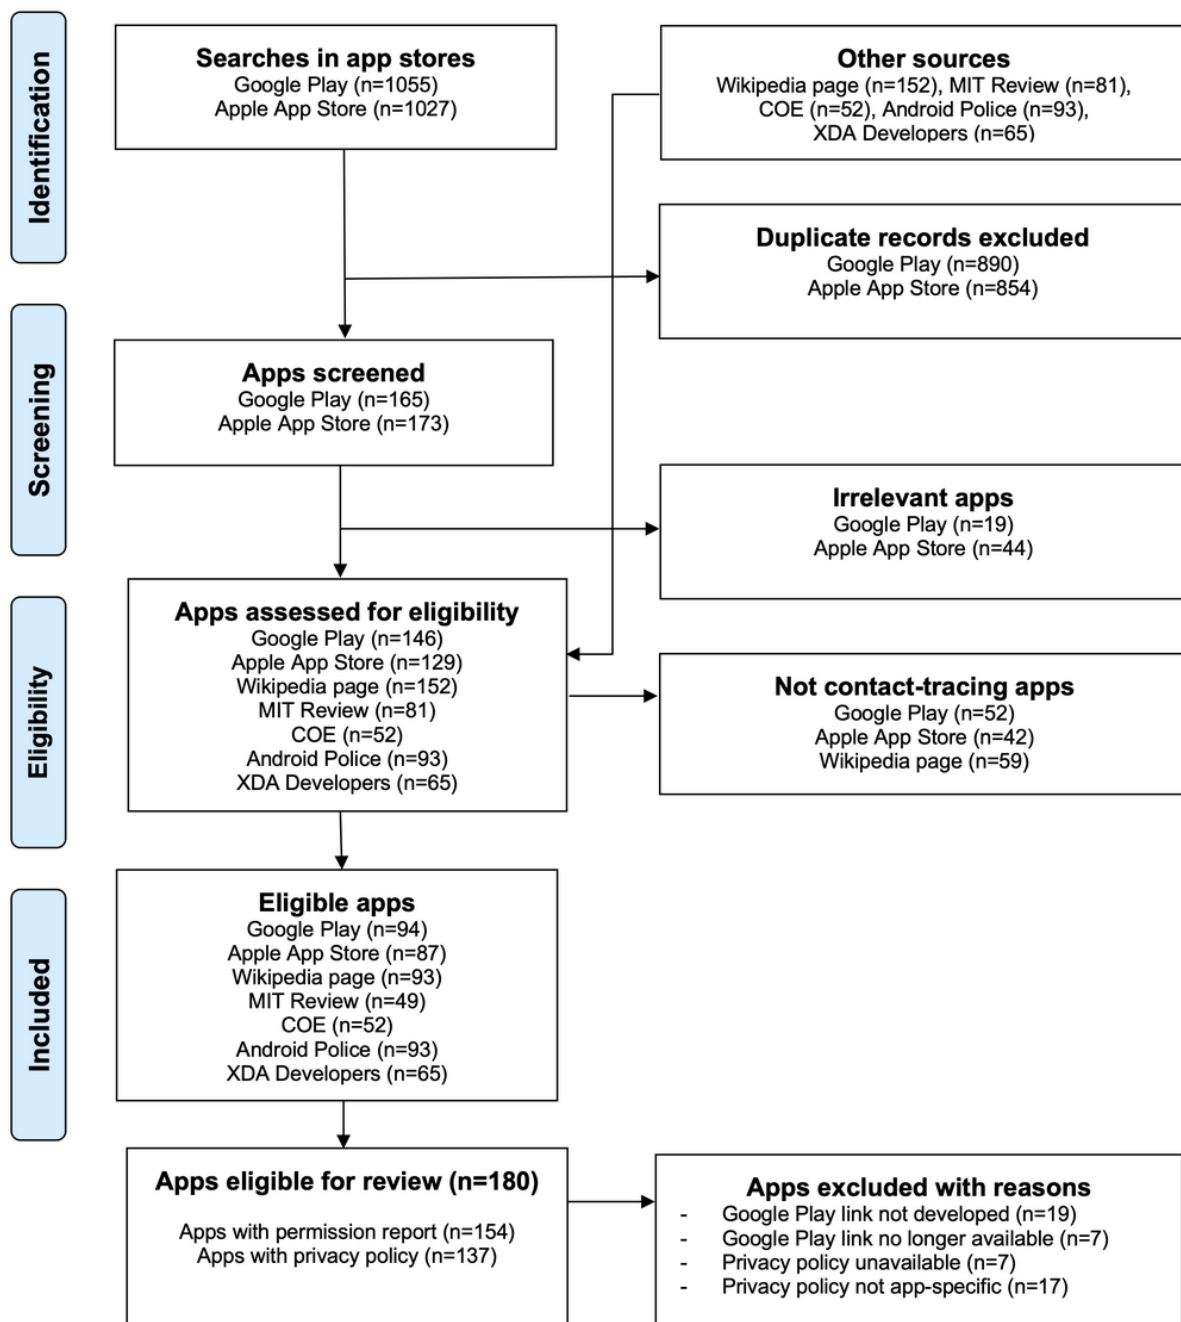 Identification
Searches in app stores
Google Play (n=1055)
Apple App Store (n=1027)
Other sources
Wikipedia page (n=152), MIT Review (n=81),
COE (n=52), Android Police (n=93),
XDA Developers (n=65)
Duplicate records excluded
Google Play (n=890)
Apple App Store (n=854)
Screening
Apps screened
Google Play (n=165)
Apple App Store (n=173)
Irrelevant apps
Google Play (n=19)
Apple App Store (n=44)
Eligibility
Apps assessed for eligibility
Google Play (n=146)
Apple App Store (n=129)
Wikipedia page (n=152)
MIT Review (n=81)
COE (n=52)
Android Police (n=93)
XDA Developers (n=65)
Not contact-tracing apps
Google Play (n=52)
Apple App Store (n=42)
Wikipedia page (n=59)
Included
Eligible apps
Google Play (n=94)
Apple App Store (n=87)
Wikipedia page (n=93)
MIT Review (n=49)
COE (n=52)
Android Police (n=93)
XDA Developers (n=65)
Apps eligible for review (n=180)
Apps with permission report (n=154)
Apps with privacy policy (n=137)
Apps excluded with reasons
- Google Play link not developed (n=19)
- Google Play link no longer available (n=7)
- Privacy policy unavailable (n=7)
- Privacy policy not app-specific (n=17)